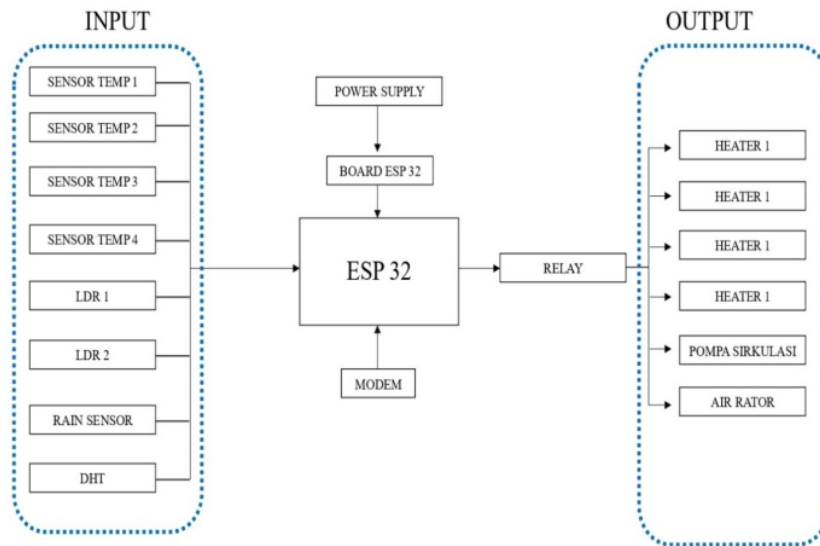 INPUT
OUTPUT
SENSOR TEMP 1
SENSOR TEMP 2
SENSOR TEMP 3
SENSOR TEMP 4
LDR 1
LDR 2
RAIN SENSOR
DHT
POWER SUPPLY
BOARD ESP 32
ESP 32
MODEM
RELAY
HEATER 1
HEATER 1
HEATER 1
HEATER 1
POMPA SIRKULASI
AIR RATOR